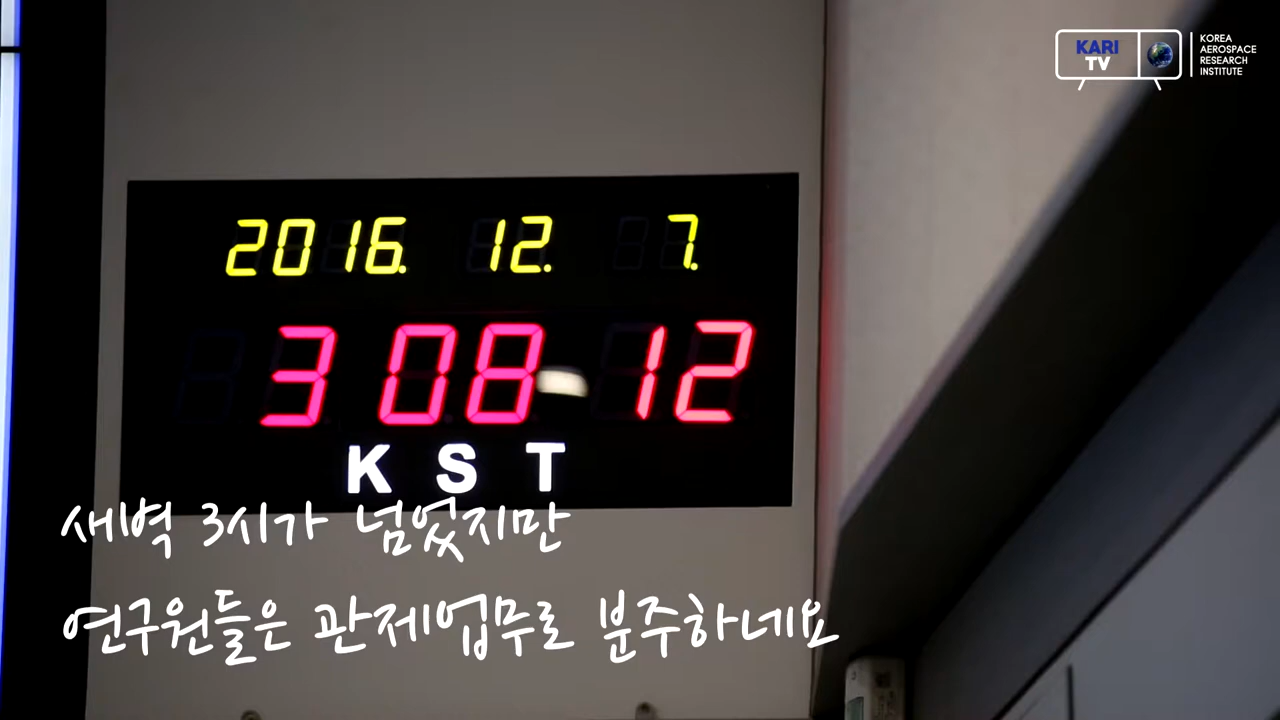 KARI
TV
KOREA
AEROSPACE
RESEARCH
INSTITUTE
2016. 12. 7.
3 08 12
K S T
새벽 3시가 넘었지만
연구원들은 관제업무로 분주하네요